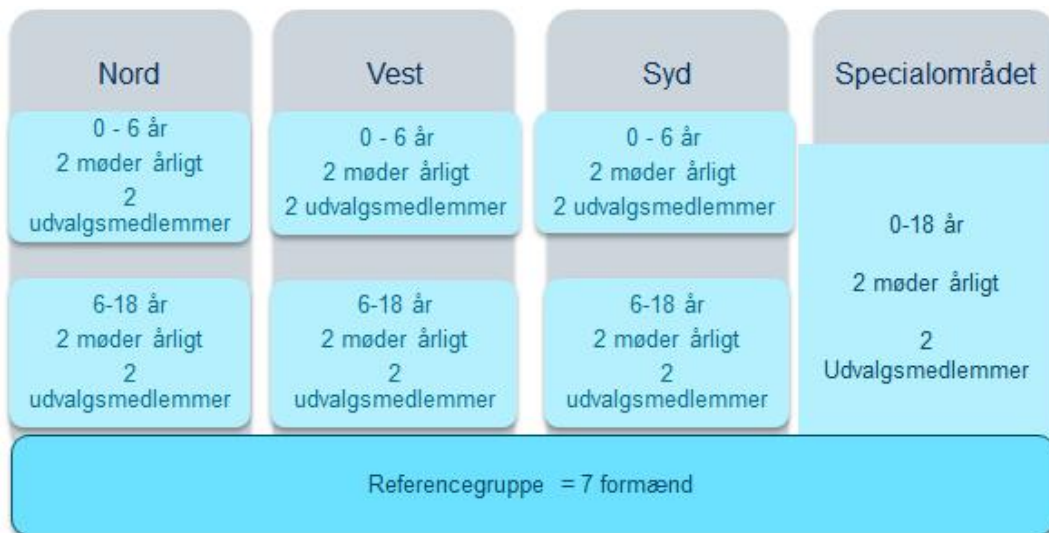 Nord
0 - 6 år
2 møder årligt
2
udvalgsmedlemmer
6-18 år
2 møder årligt
2
udvalgsmedlemmer
Vest
0 - 6 år
2 møder årligt
2 udvalgsmedlemmer
6-18 år
2 møder årligt
2
udvalgsmedlemmer
Syd
0 - 6 år
2 møder årligt
2 udvalgsmedlemmer
6-18 år
2 møder årligt
2
udvalgsmedlemmer
Specialområdet
0-18 år
2 møder årligt
2
Udvalgsmedlemmer
Referencegruppe = 7 formænd